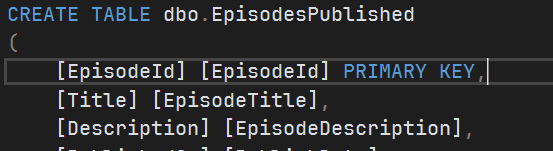 CREATE TABLE dbo.EpisodesPublished
(
[EpisodeId] [EpisodeId] PRIMARY KEY,
[Title] [EpisodeTitle],
[Description] [EpisodeDescription],